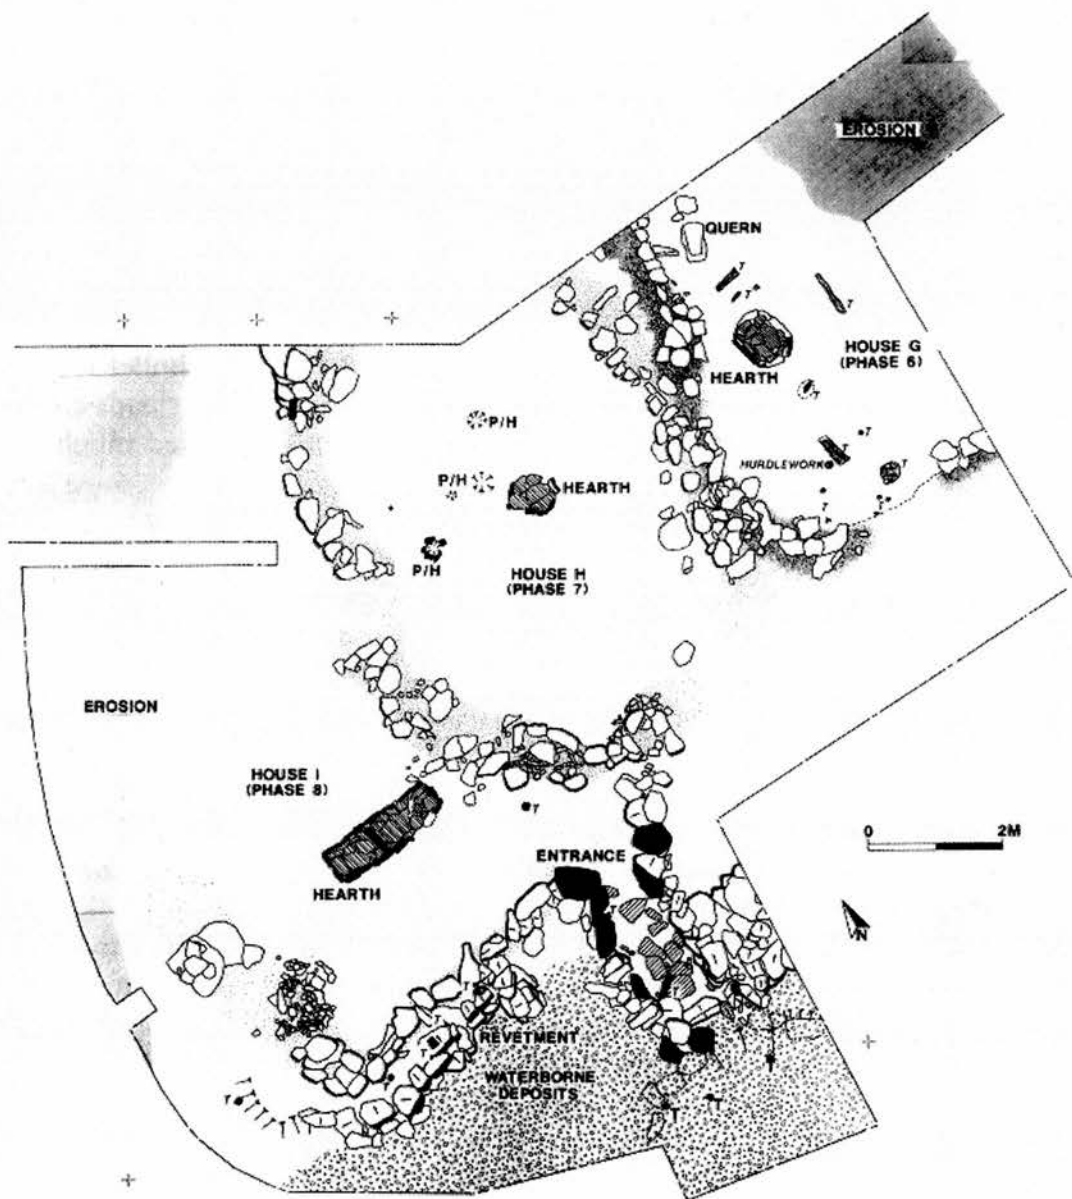 EROSION
QUERN
T
T
T
HOUSE G
(PHASE 6)
HEARTH
T
T
T
HURDLEWORK
T
T
T
P/H
P/H
HEARTH
P/H
HOUSE H
(PHASE 7)
EROSION
HOUSE I
(PHASE 8)
T
HEARTH
ENTRANCE
0 2M
N
T
T
T
REVETMENT
T
T
WATERBORNE
DEPOSITS
T
T
T
T